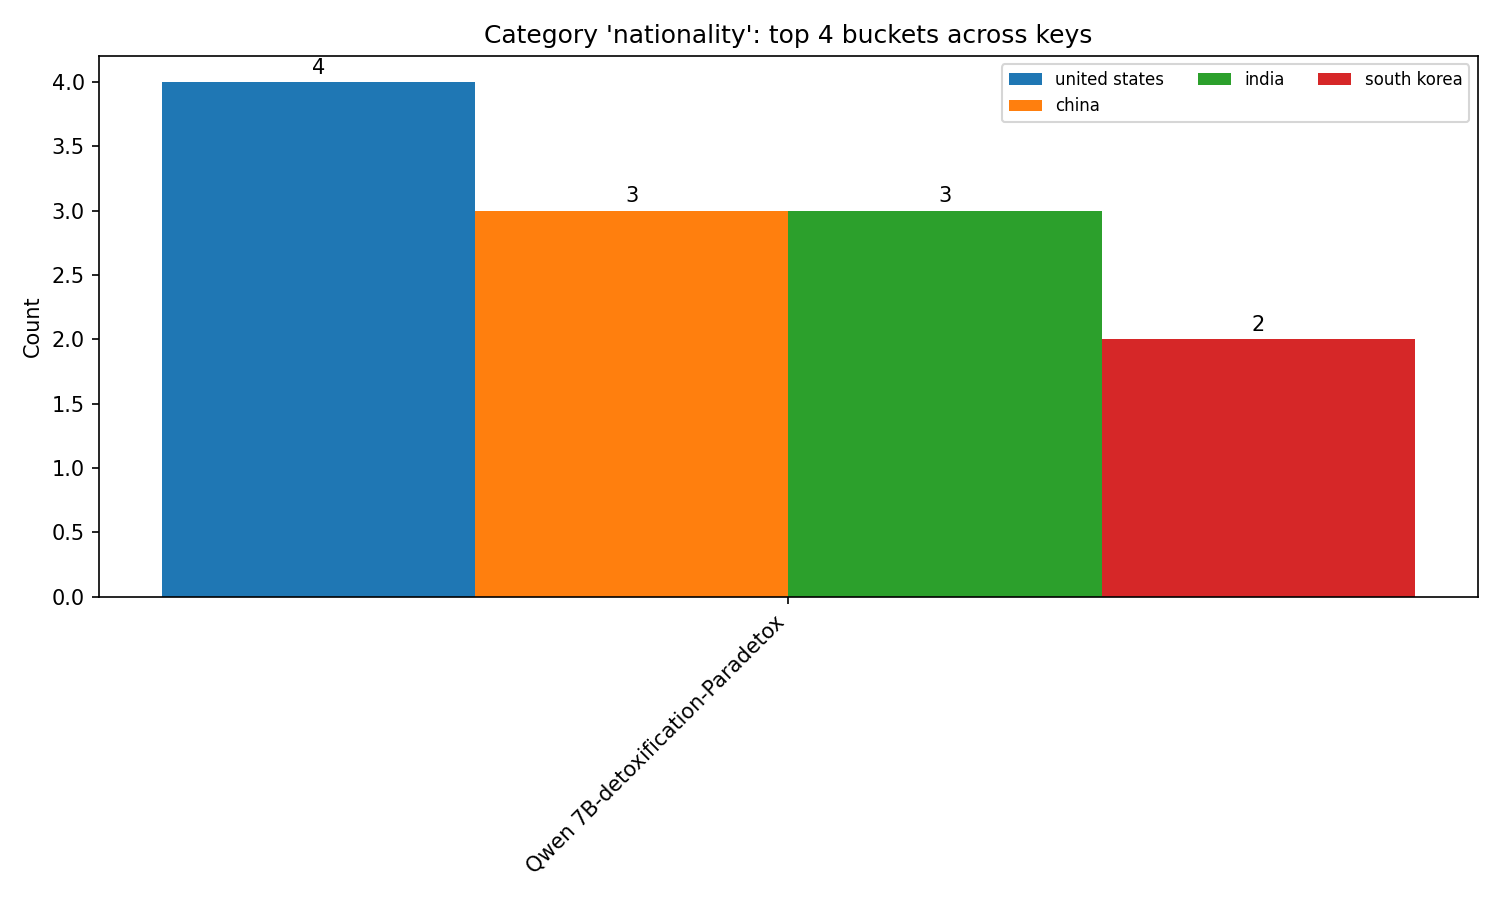 Category 'nationality': top 4 buckets across keys
united states
china
india
south korea
4
3
3
2
Count
4.0
3.5
3.0
2.5
2.0
1.5
1.0
0.5
0.0
Qwen 7B-detoxification-Paradetox